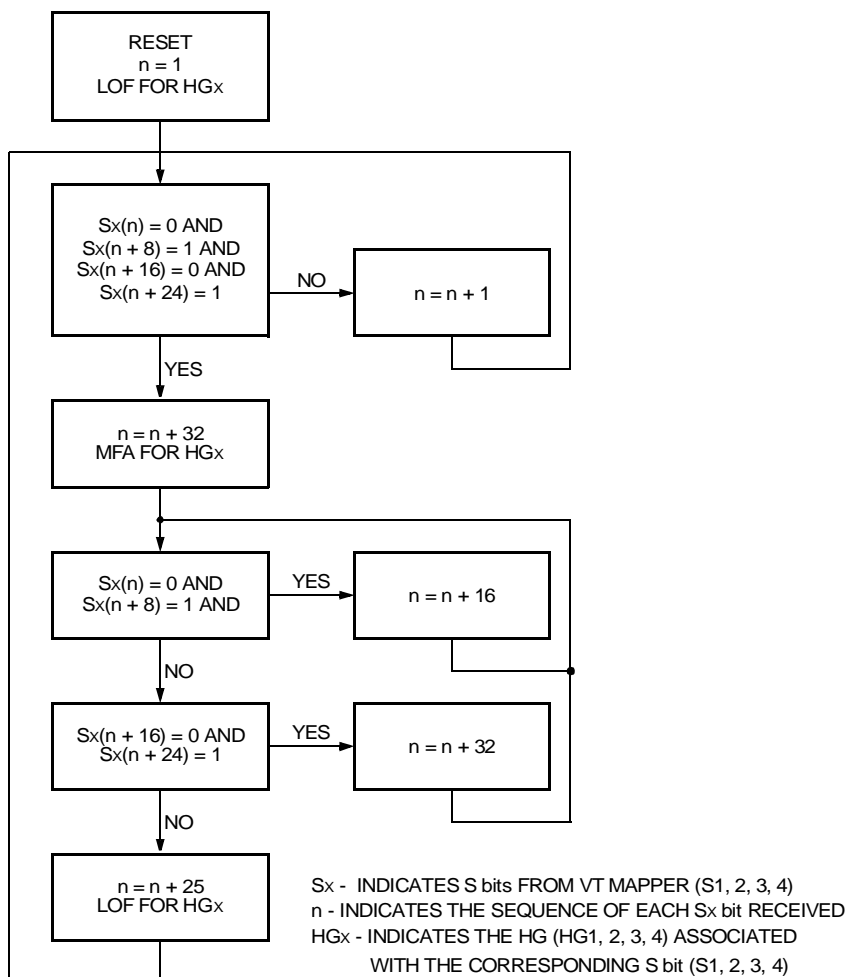 RESET
n = 1
LOF FOR HGx
Sx(n) = 0 AND
Sx(n + 8) = 1 AND
Sx(n + 16) = 0 AND
Sx(n + 24) = 1
NO
n = n + 1
YES
n = n + 32
MFA FOR HGx
Sx(n) = 0 AND
Sx(n + 8) = 1 AND
YES
n = n + 16
NO
Sx(n + 16) = 0 AND
Sx(n + 24) = 1
YES
n = n + 32
NO
n = n + 25
LOF FOR HGx
Sx - INDICATES S bits FROM VT MAPPER (S1, 2, 3, 4)
n - INDICATES THE SEQUENCE OF EACH Sx bit RECEIVED
HGx - INDICATES THE HG (HG1, 2, 3, 4) ASSOCIATED
WITH THE CORRESPONDING S bit (S1, 2, 3, 4)